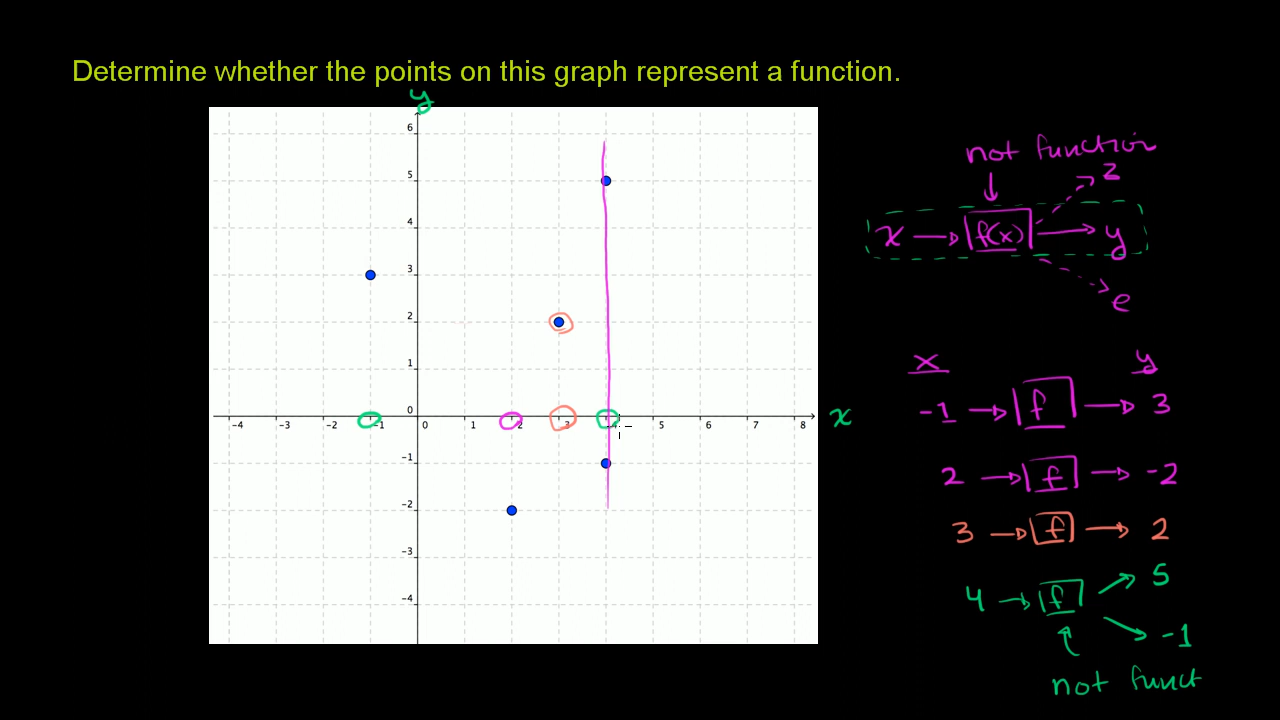 Determine whether the points on this graph represent a function.
y
6
5
4
3
2
1
0
-1
-2
-3
-4
-4 -3 -2 -1 0 1 2 3 4 5 6 7 8
x
not function
z
x → f(x) → y
e
x y
-1 → f → 3
2 → f → -2
3 → f → 2
4 → f → 5
-1
not funct